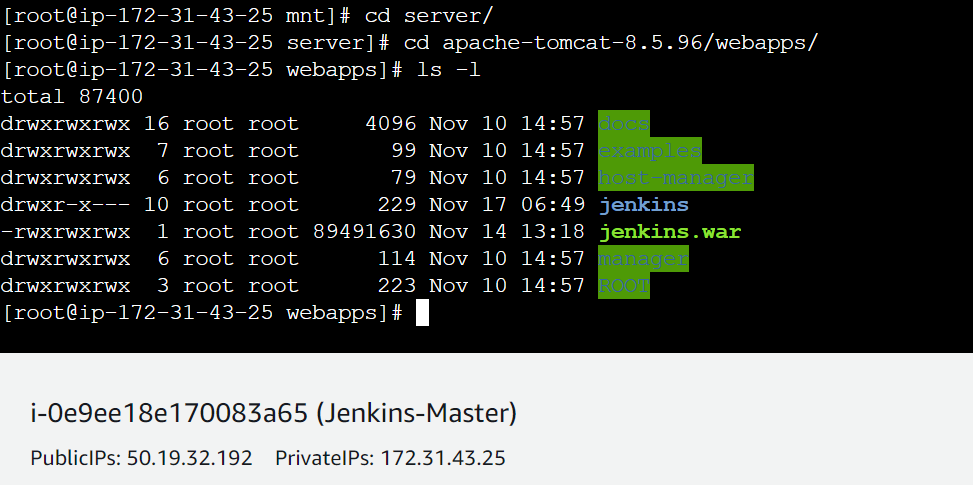 [root@ip-172-31-43-25 mnt]# cd server/
[root@ip-172-31-43-25 server]# cd apache-tomcat-8.5.96/webapps/
[root@ip-172-31-43-25 webapps]# ls -l
total 87400
drwxrwxrwx 16 root root     4096 Nov 10 14:57 docs
drwxrwxrwx  7 root root       99 Nov 10 14:57 examples
drwxrwxrwx  6 root root       79 Nov 10 14:57 host-manager
drwxr-x--- 10 root root      229 Nov 17 06:49 jenkins
-rwxrwxrwx  1 root root 89491630 Nov 14 13:18 jenkins.war
drwxrwxrwx  6 root root      114 Nov 10 14:57 manager
drwxrwxrwx  3 root root      223 Nov 10 14:57 ROOT
[root@ip-172-31-43-25 webapps]#
i-0e9ee18e170083a65 (Jenkins-Master)
PublicIPs: 50.19.32.192    PrivateIPs: 172.31.43.25